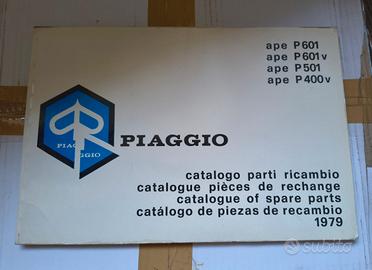 ape P601
ape P601v
ape P501
ape P400v
PIAGGIO
PIAGGIO
catalogo parti ricambio
catalogue pièces de rechange
catalogue of spare parts
catálogo de piezas de recambio
1979
subito